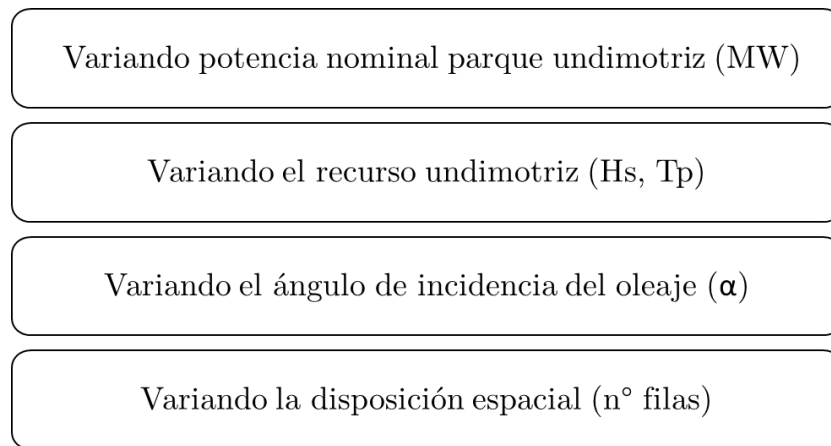 Variando potencia nominal parque undimotriz (MW)
Variando el recurso undimotriz (Hs, Tp)
Variando el ángulo de incidencia del oleaje (α)
Variando la disposición espacial (n° filas)